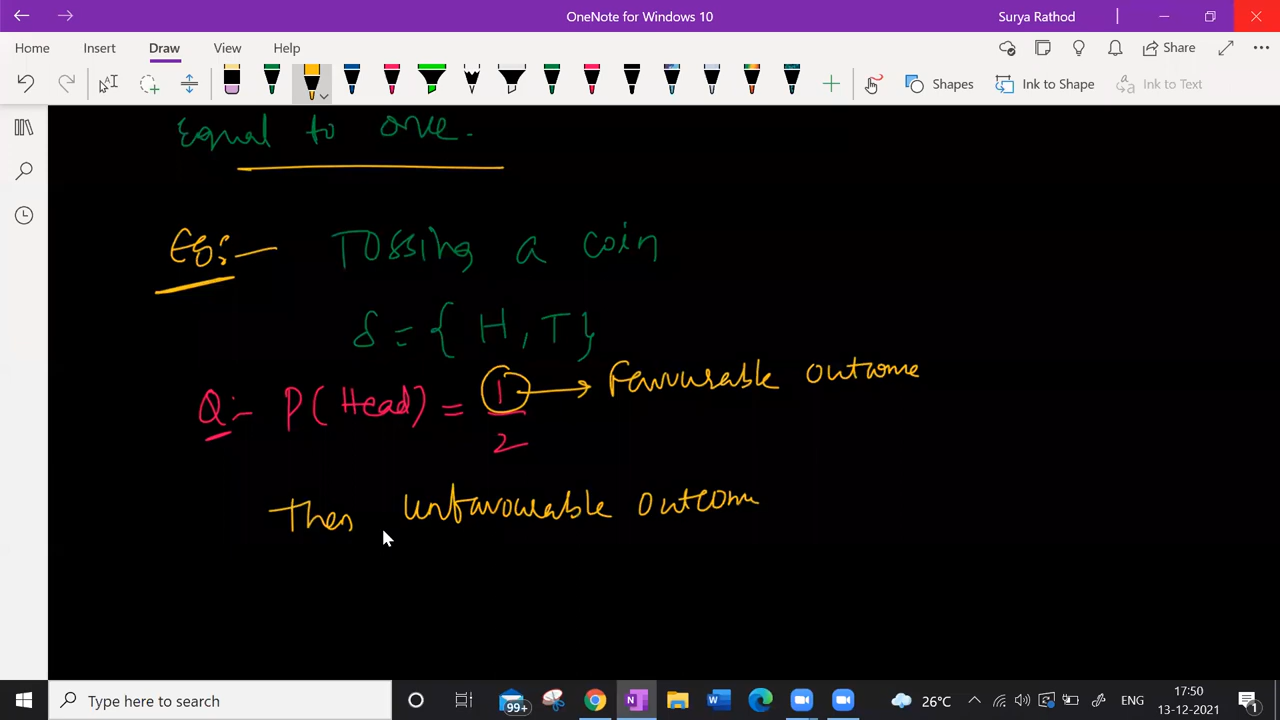 OneNote for Windows 10
Surya Rathod
Home Insert Draw View Help
Share
Shapes
Ink to Shape
Ink to Text
Equal to one.
Eg:- Tossing a coin
S = { H, T}
Q:- P(Head) = 1/2 → Favourable outcome
Then unfavourable outcome
Type here to search
99+
26°C
ENG
17:50
13-12-2021
1